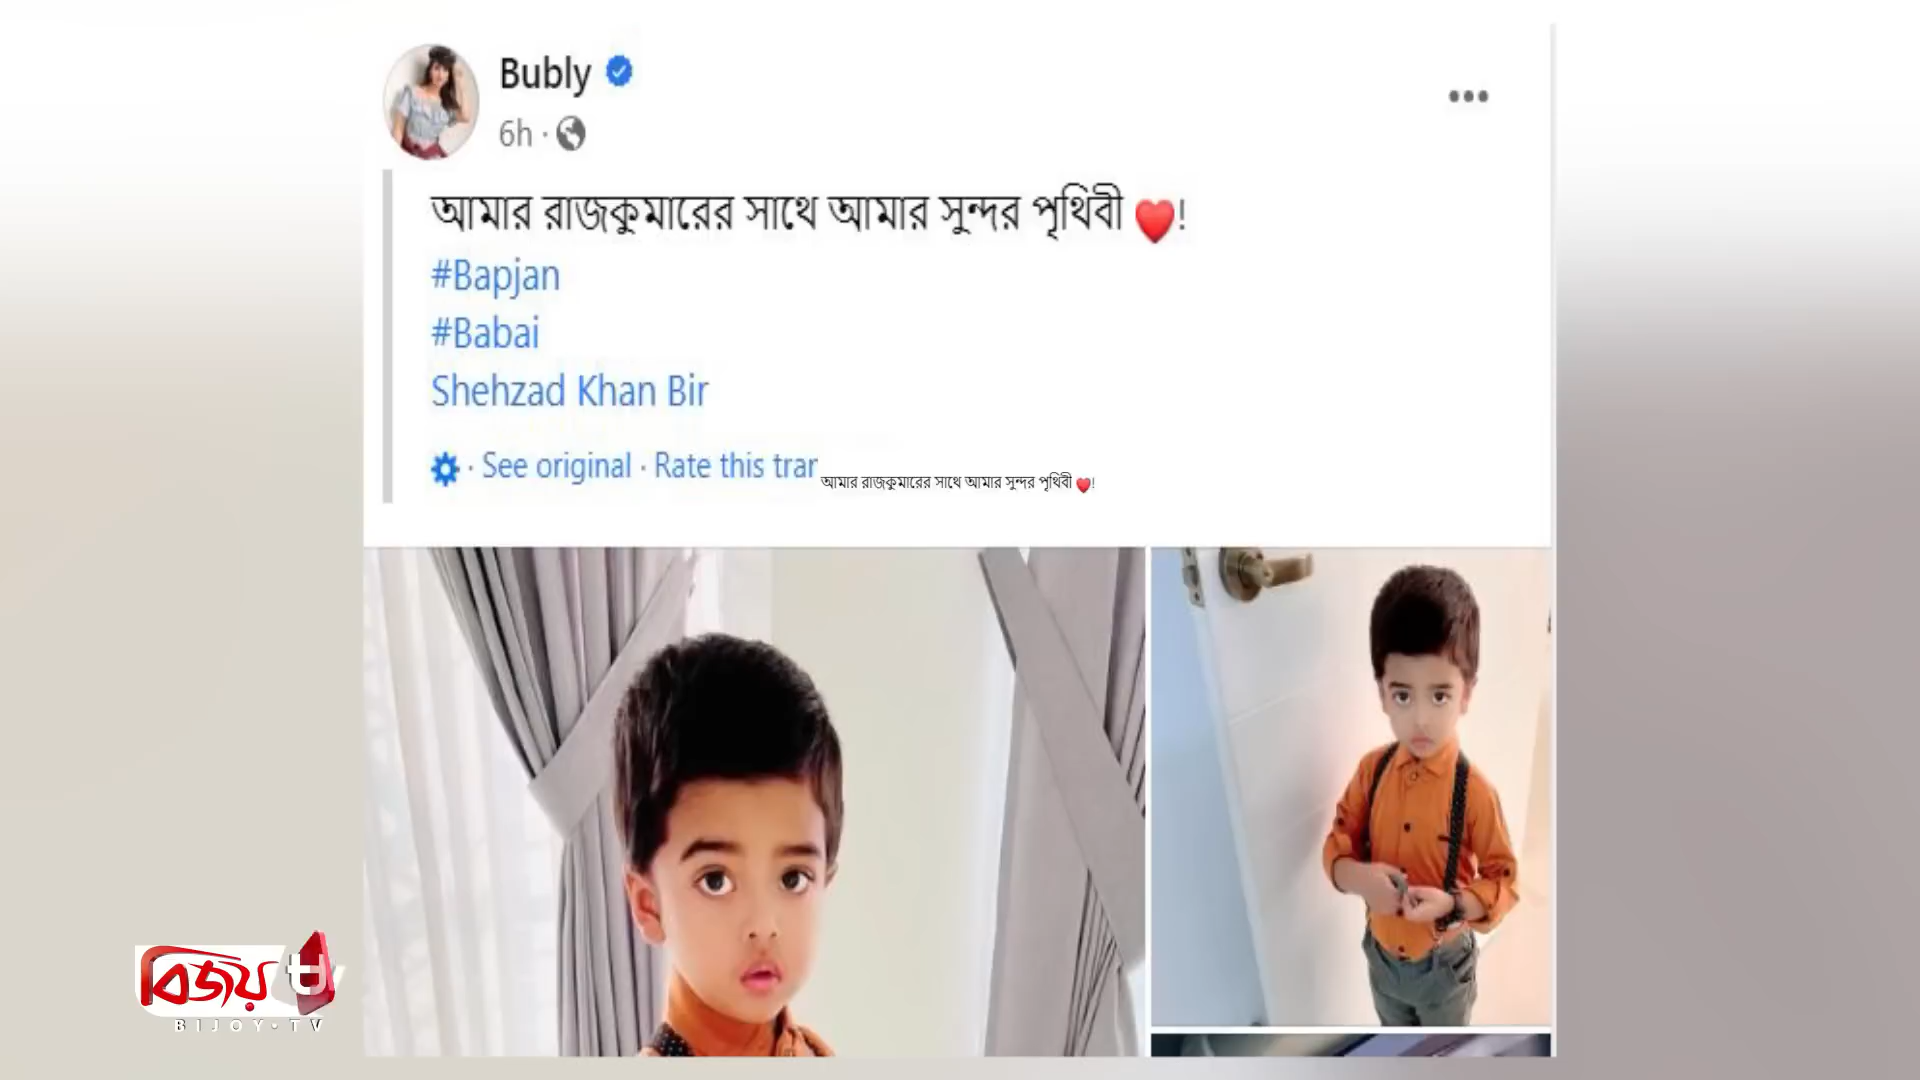 Bubly
6h ·
আমার রাজকুমারের সাথে আমার সুন্দর পৃথিবী ❤️!
#Bapjan
#Babai
Shehzad Khan Bir
· See original · Rate this tran
আমার রাজকুমারের সাথে আমার সুন্দর পৃথিবী ❤️!
বিজয় tv
BIJOY·TV